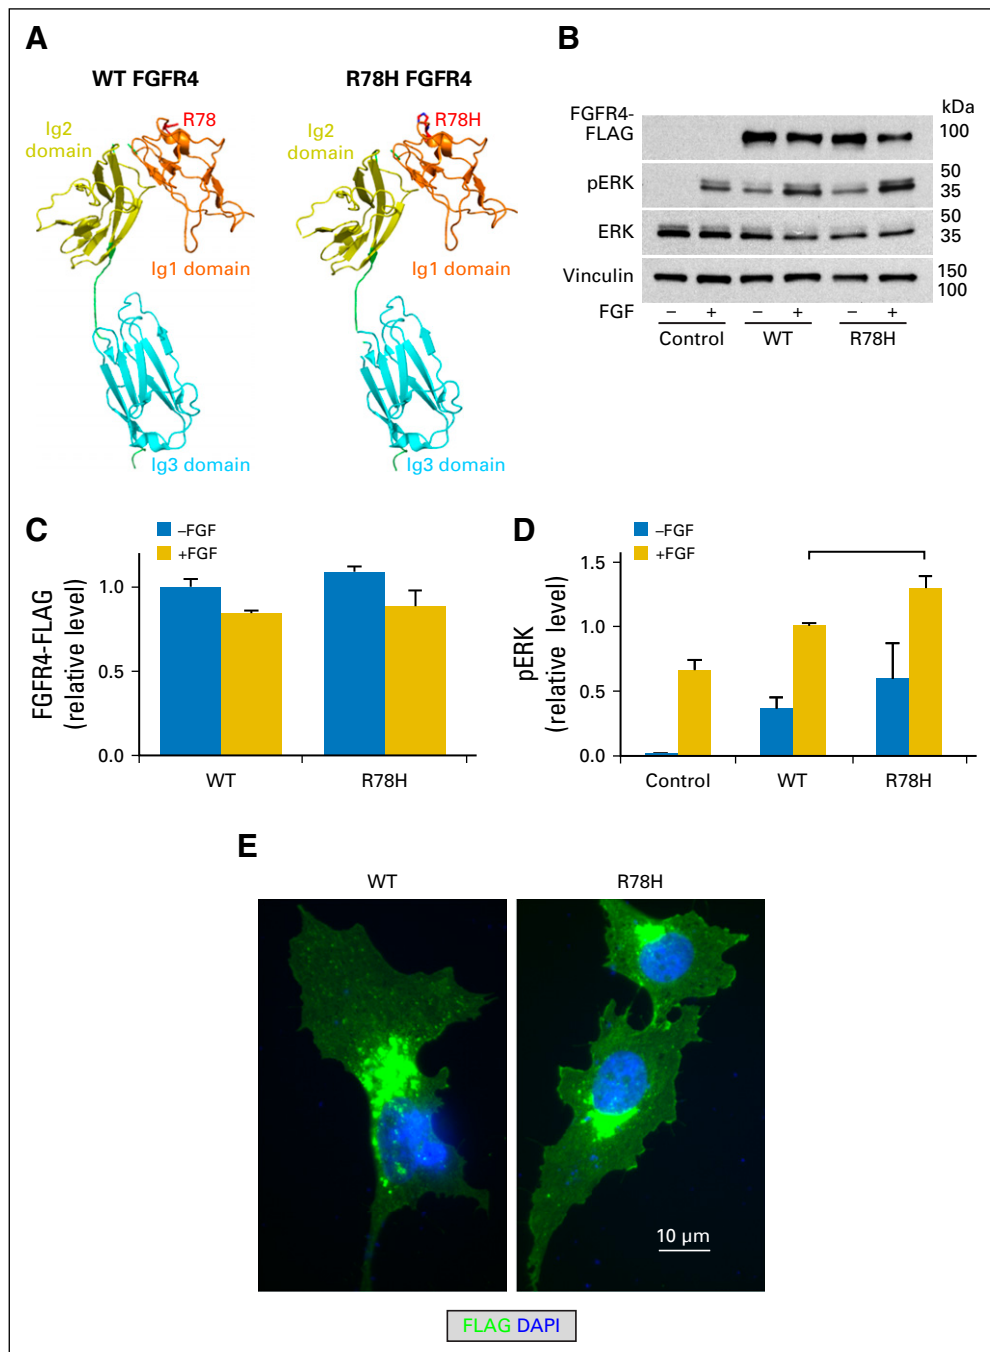 A
WT FGFR4
R78H FGFR4
Ig2
domain
R78
Ig1 domain
Ig3 domain
Ig2
domain
R78H
Ig1 domain
Ig3 domain
B
kDa
FGFR4-
FLAG
100
pERK
50
35
ERK
50
35
Vinculin
150
100
FGF – + – + – +
Control WT R78H
C
–FGF
+FGF
FGFR4-FLAG
(relative level)
1.0
0.5
0.0
WT R78H
D
–FGF
+FGF
pERK
(relative level)
1.5
1.0
0.5
0.0
Control WT R78H
E
WT R78H
10 µm
FLAG DAPI